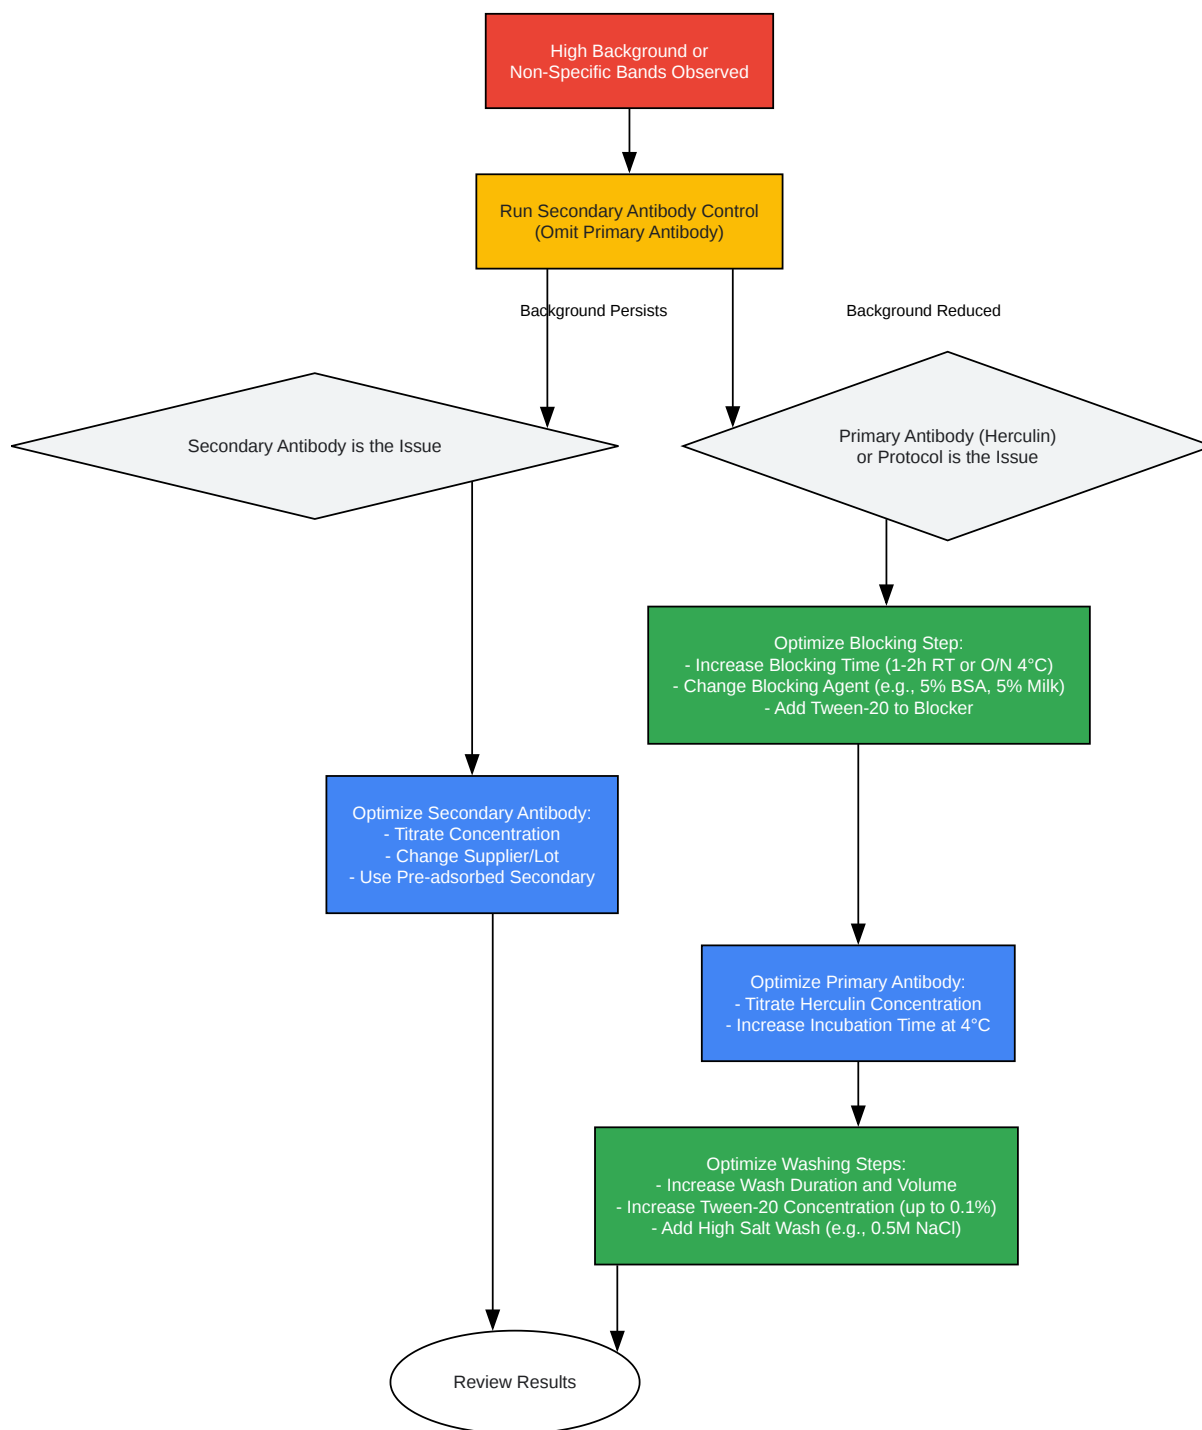 High Background or
Non-Specific Bands Observed
Run Secondary Antibody Control
(Omit Primary Antibody)
Background Persists
Background Reduced
Secondary Antibody is the Issue
Primary Antibody (Herculin)
or Protocol is the Issue
Optimize Blocking Step:
- Increase Blocking Time (1-2h RT or O/N 4°C)
- Change Blocking Agent (e.g., 5% BSA, 5% Milk)
- Add Tween-20 to Blocker
Optimize Secondary Antibody:
- Titrate Concentration
- Change Supplier/Lot
- Use Pre-adsorbed Secondary
Optimize Primary Antibody:
- Titrate Herculin Concentration
- Increase Incubation Time at 4°C
Optimize Washing Steps:
- Increase Wash Duration and Volume
- Increase Tween-20 Concentration (up to 0.1%)
- Add High Salt Wash (e.g., 0.5M NaCl)
Review Results